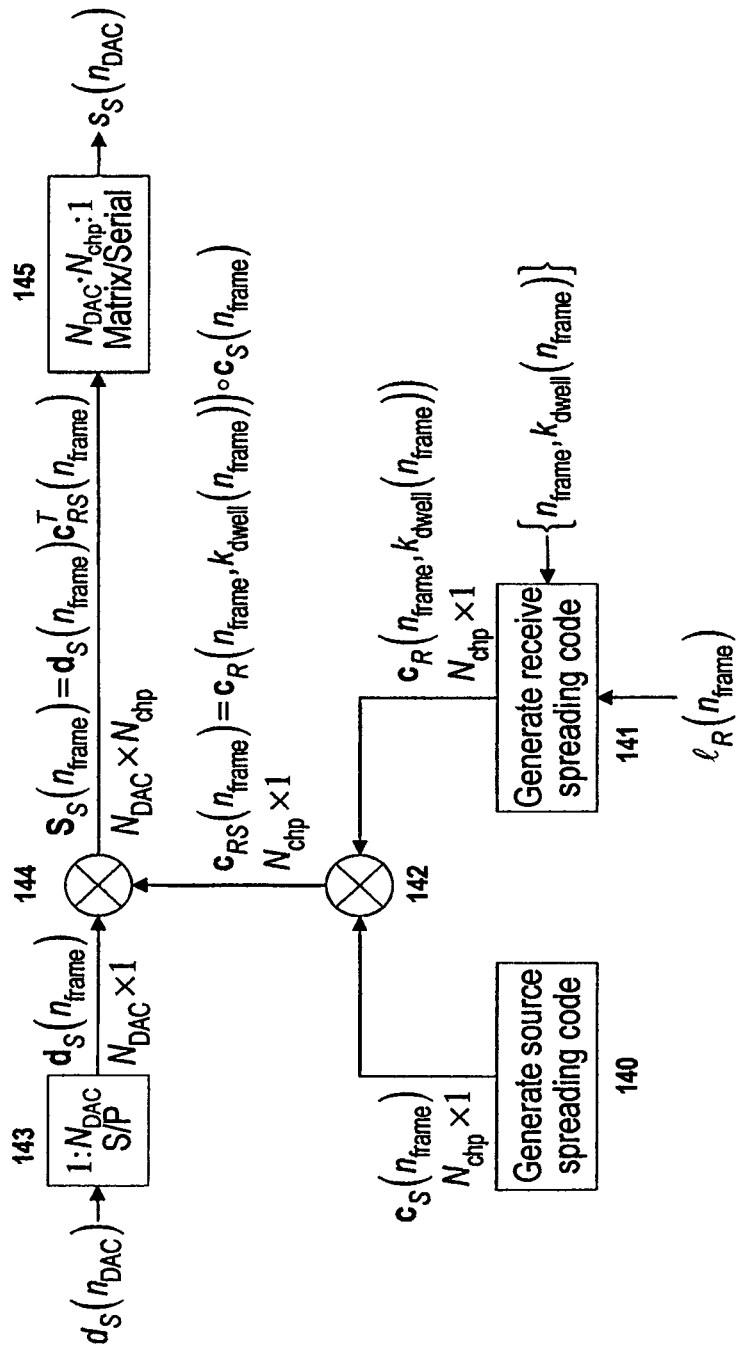 d_S(n_DAC)
143
1:N_DAC
S/P
d_S(n_frame)
N_DAC × 1
144
S_S(n_frame) = d_S(n_frame) c_RS^T(n_frame)
N_DAC × N_chp
145
N_DAC·N_chp:1
Matrix/Serial
s_S(n_DAC)
c_RS(n_frame) = c_R(n_frame, k_dwell(n_frame)) ∘ c_S(n_frame)
N_chp × 1
142
c_S(n_frame)
N_chp × 1
c_R(n_frame, k_dwell(n_frame))
N_chp × 1
Generate source
spreading code
140
Generate receive
spreading code
141
{n_frame, k_dwell(n_frame)}
ℓ_R(n_frame)